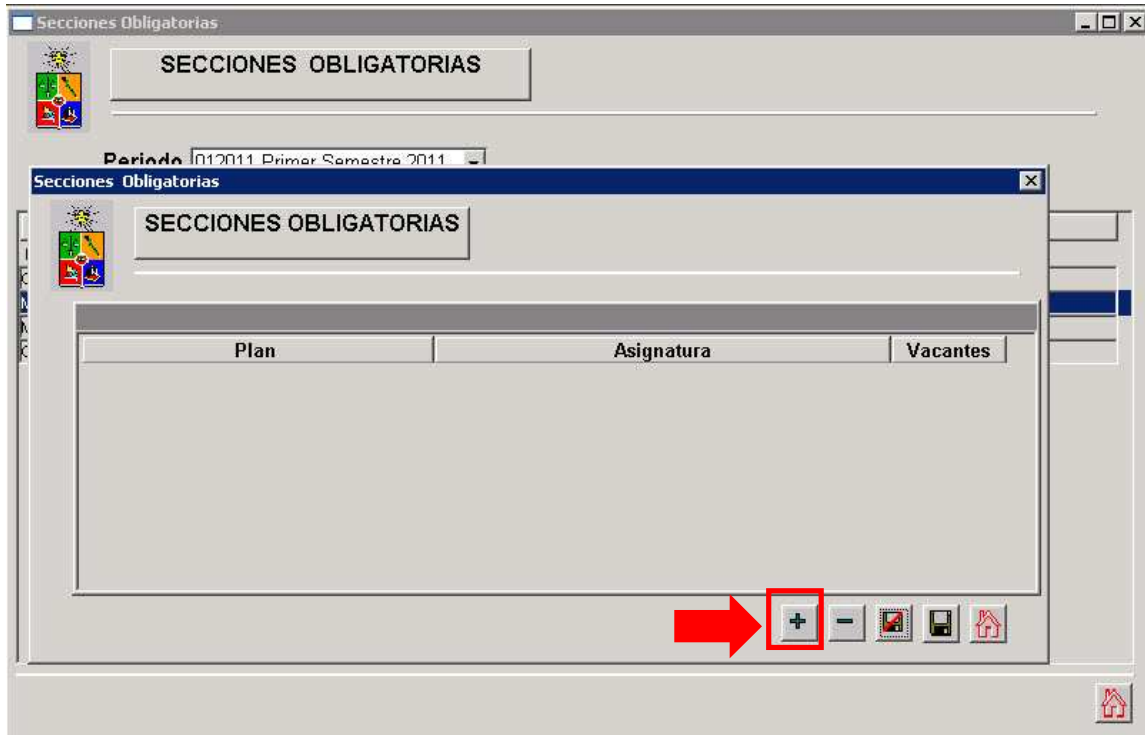 Secciones Obligatorias
SECCIONES OBLIGATORIAS
Periodo 012011 Primer Semestre 2011
Secciones Obligatorias
SECCIONES OBLIGATORIAS
Plan Asignatura Vacantes